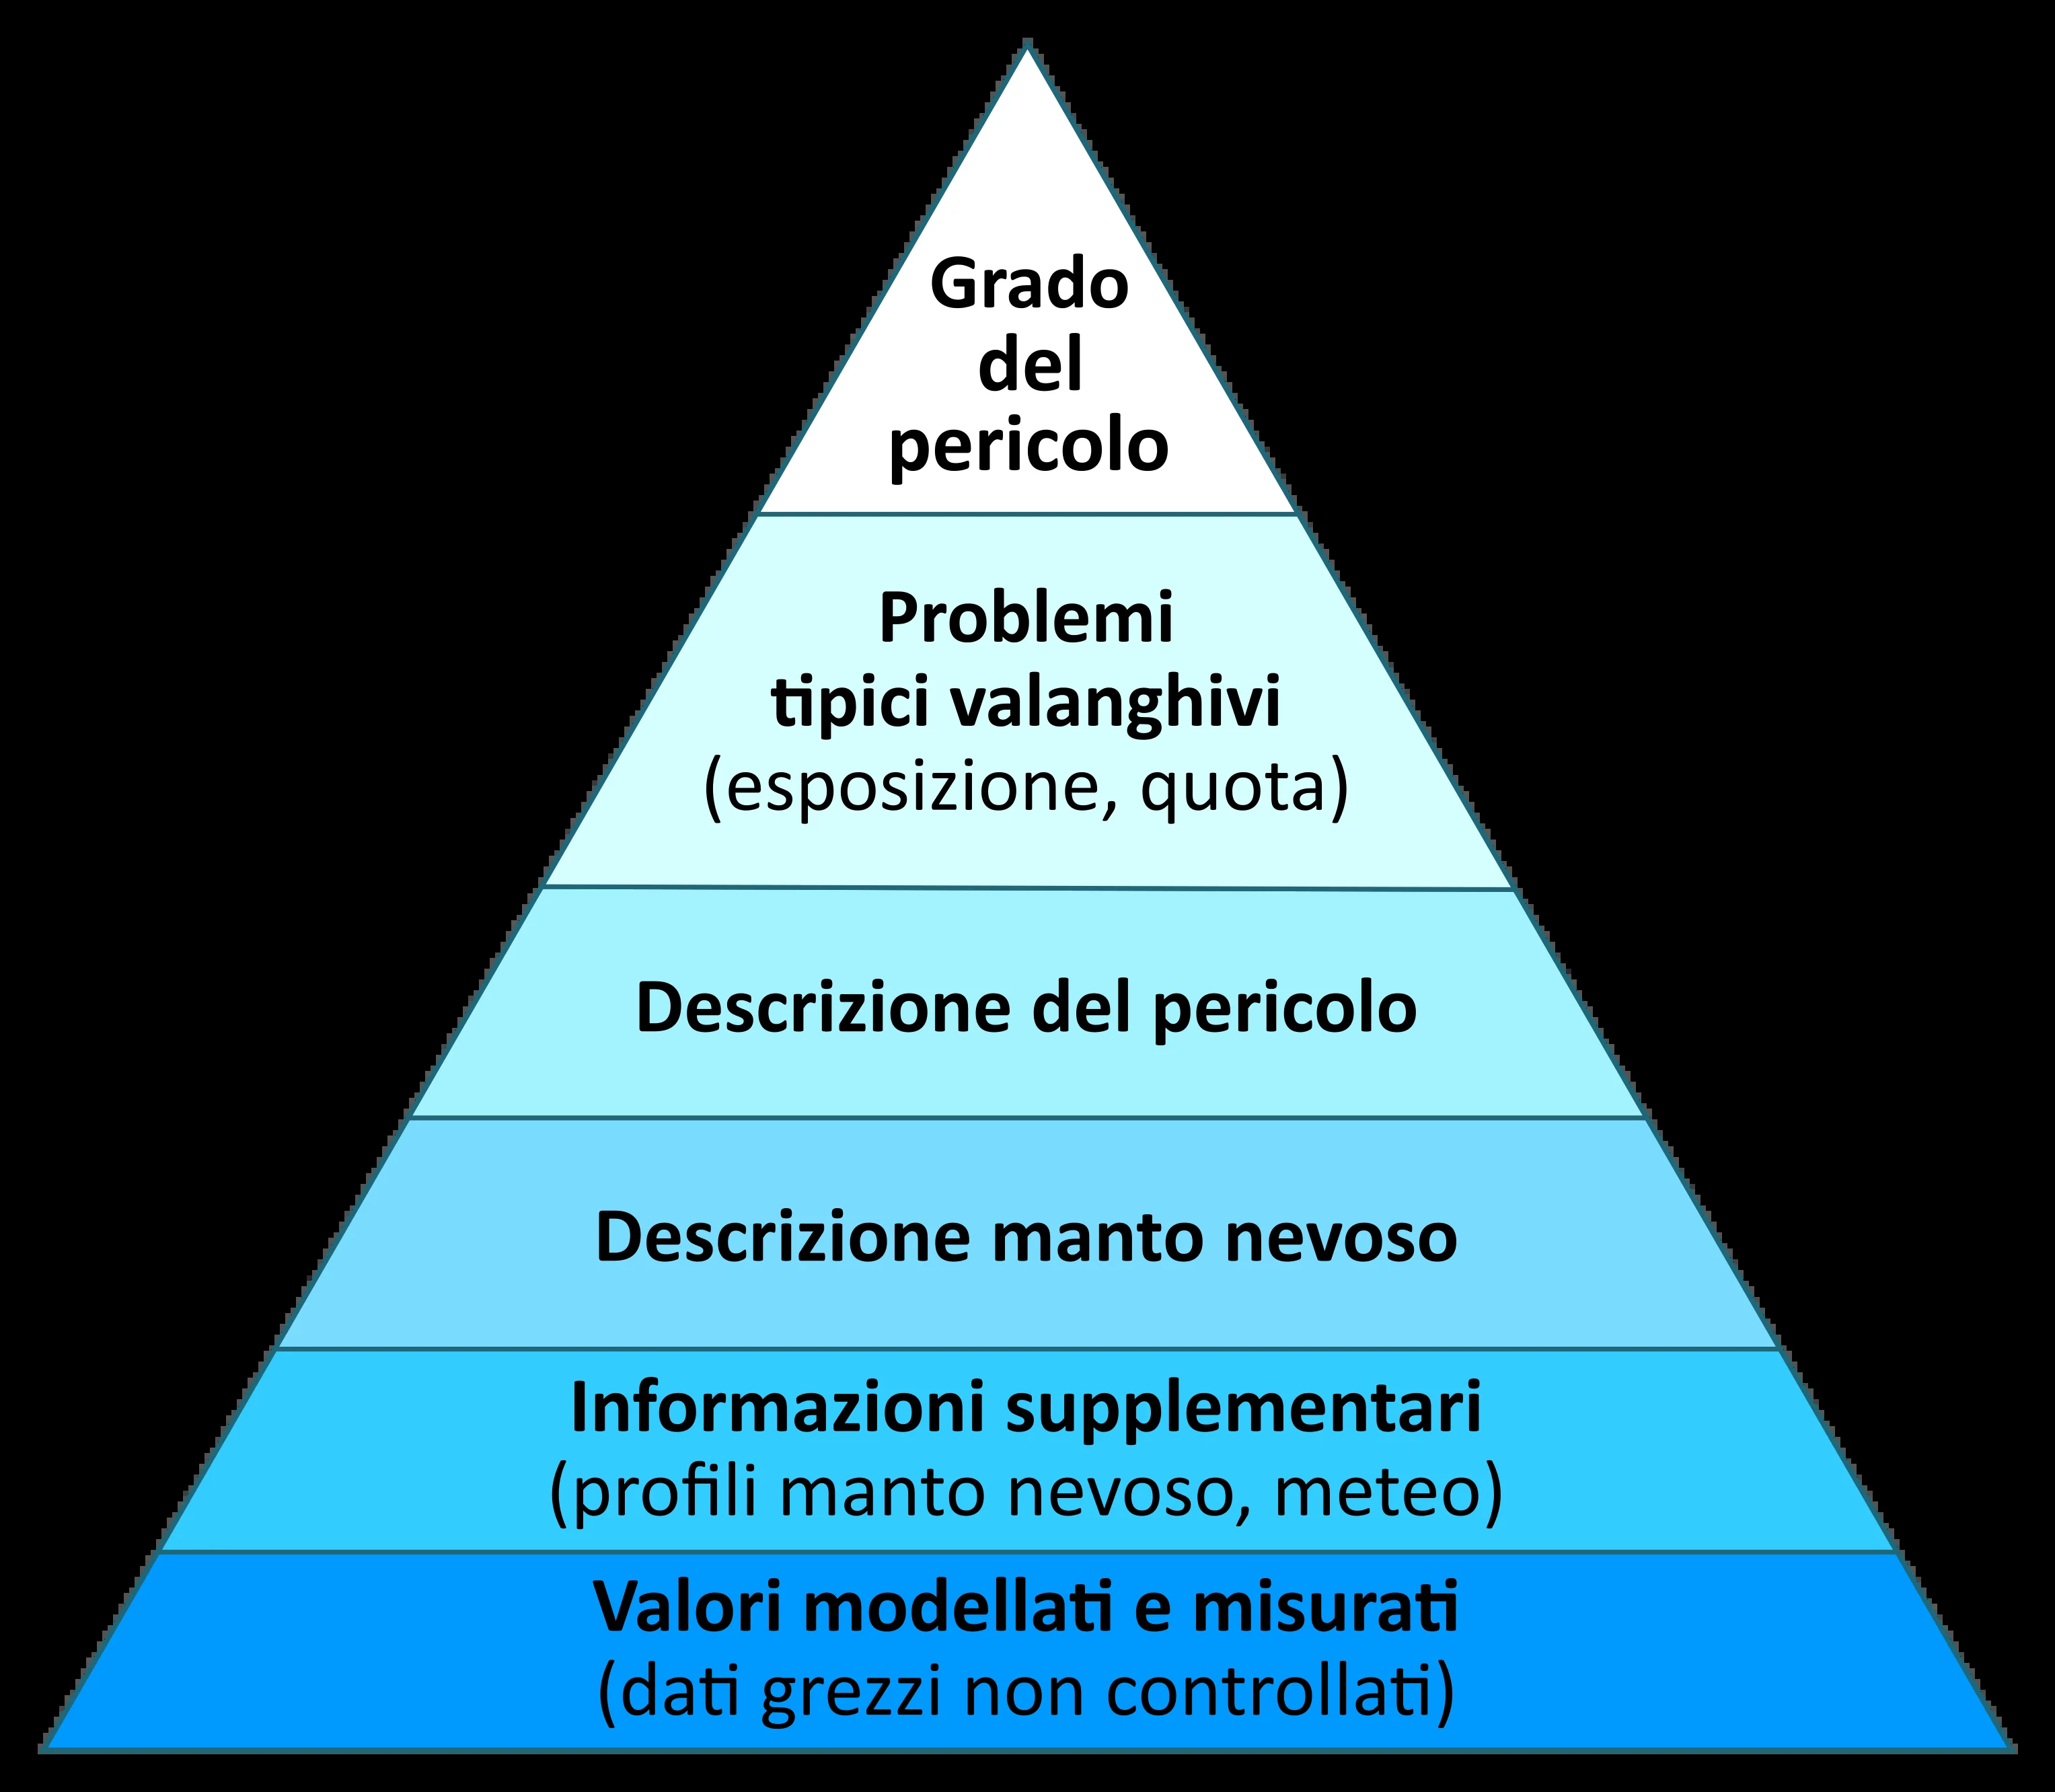 Grado
del
pericolo
Problemi
tipici valanghivi
(esposizione, quota)
Descrizione del pericolo
Descrizione manto nevoso
Informazioni supplementari
(profili manto nevoso, meteo)
Valori modellati e misurati
(dati grezzi non controllati)